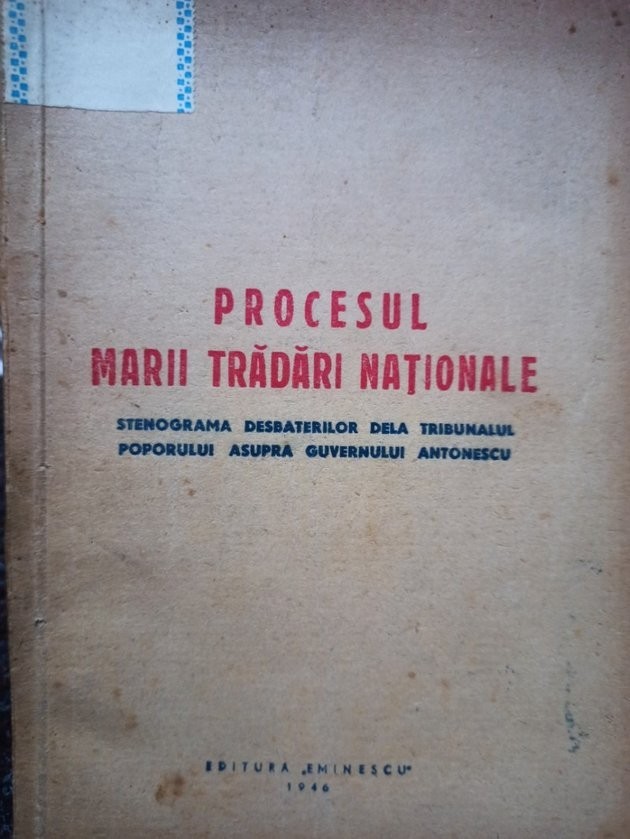 PROCESUL
MARII TRĂDĂRI NAŢIONALE
STENOGRAMA DESBATERILOR DELA TRIBUNALUL
POPORULUI ASUPRA GUVERNULUI ANTONESCU
EDITURA „EMINESCU"
1946